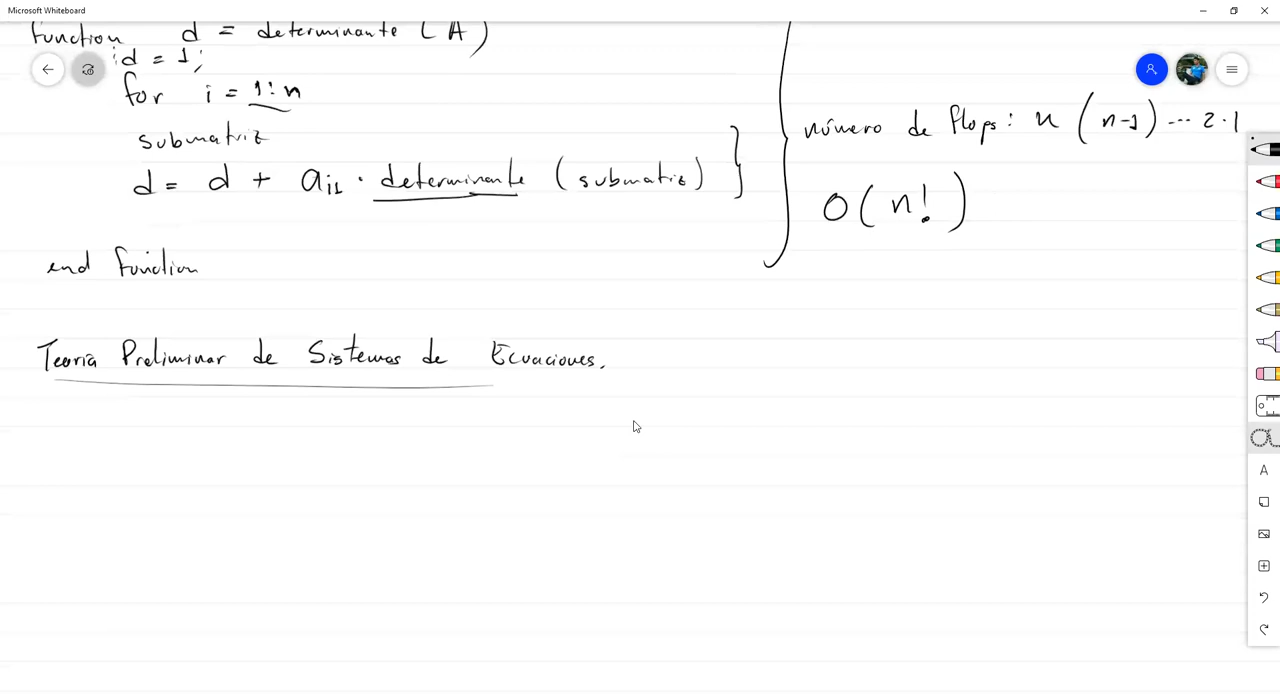 Microsoft Whiteboard
function d = determinante (A)
d = 1;
for i = 1:n
submatriz
d = d + ai1 · determinante (submatriz)
end function
número de flops: n (n-1) ... 2·1
O(n!)
Teoría Preliminar de Sistemas de Ecuaciones.
A